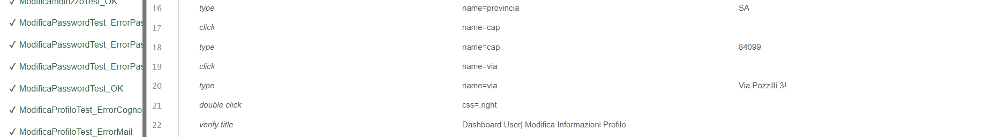 ModificaIndirizzoTest_OK
ModificaPasswordTest_ErrorPas
ModificaPasswordTest_ErrorPas
ModificaPasswordTest_ErrorPas
ModificaPasswordTest_OK
ModificaProfiloTest_ErrorCogno
ModificaProfiloTest_ErrorMail
16 type name=provincia SA
17 click name=cap
18 type name=cap 84099
19 click name=via
20 type name=via Via Pozzilli 3!
21 double click css=.right
22 verify title Dashboard User| Modifica Informazioni Profilo